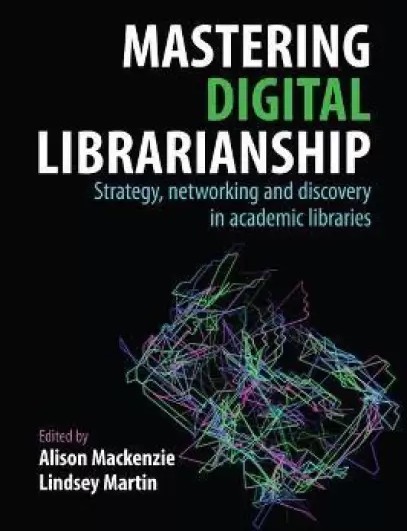 MASTERING
DIGITAL
LIBRARIANSHIP
Strategy, networking and discovery
in academic libraries
Edited by
Alison Mackenzie
Lindsey Martin